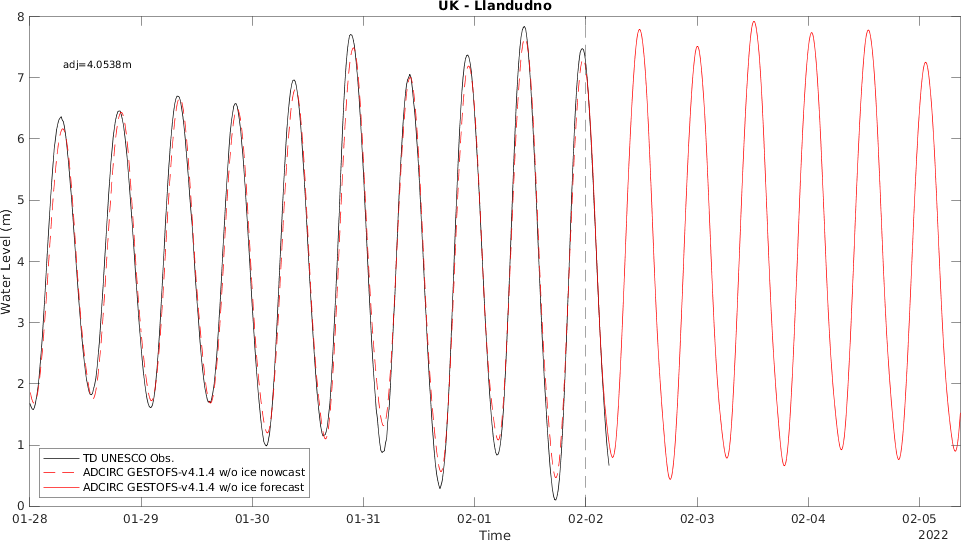 UK - Llandudno
8
7
6
5
4
3
2
1
0
Water Level (m)
adj=4.0538m
TD UNESCO Obs.
ADCIRC GESTOFS-v4.1.4 w/o ice nowcast
ADCIRC GESTOFS-v4.1.4 w/o ice forecast
01-28 01-29 01-30 01-31 02-01 02-02 02-03 02-04 02-05
Time
2022